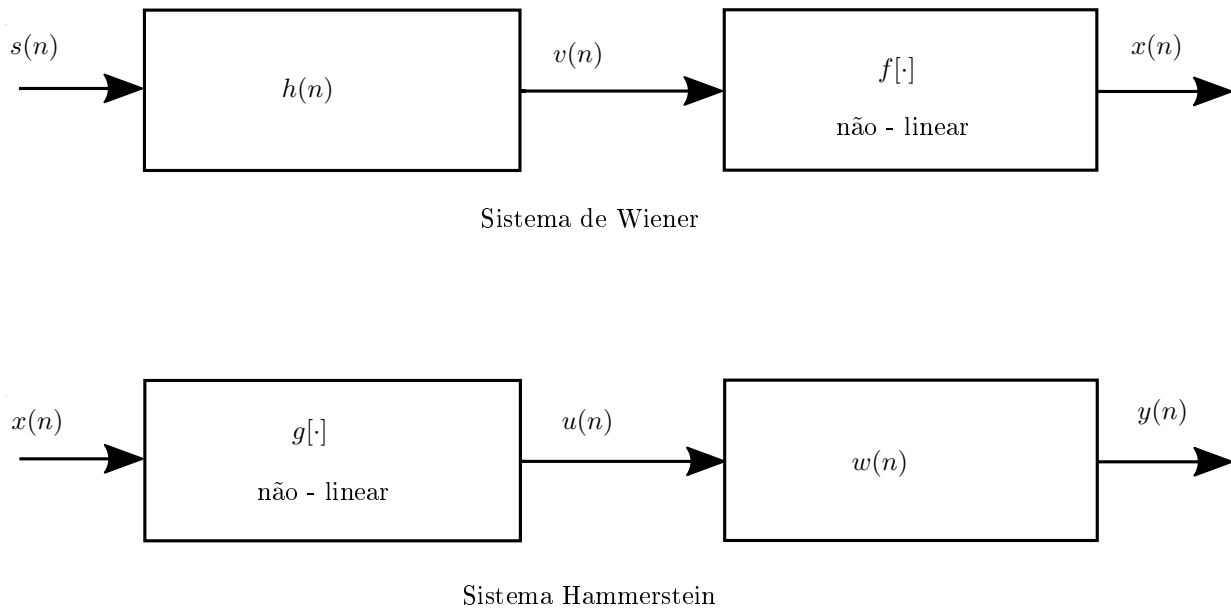 s(n)
h(n)
v(n)
f[·]
não - linear
x(n)
Sistema de Wiener
x(n)
g[·]
não - linear
u(n)
w(n)
y(n)
Sistema Hammerstein